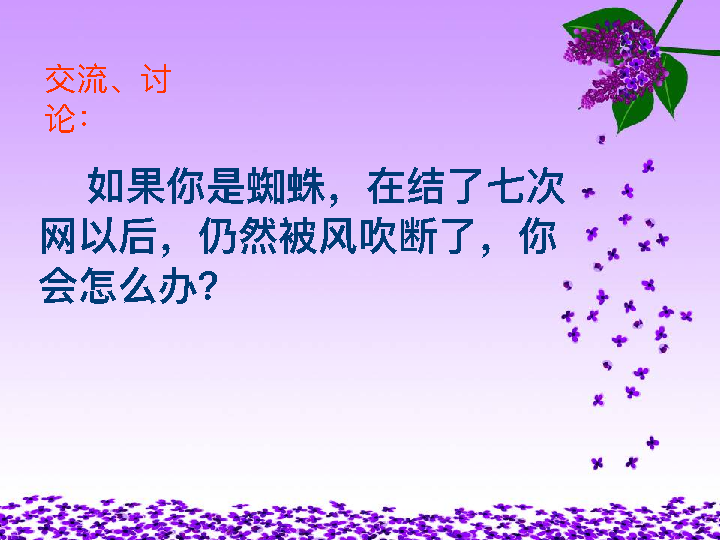 交流、讨
论：
如果你是蜘蛛，在结了七次
网以后，仍然被风吹断了，你
会怎么办？